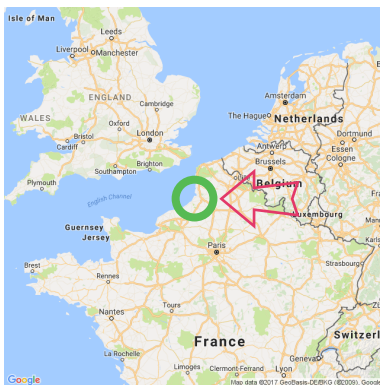 Isle of Man
Leeds
Liverpool
Manchester
Amsterdam
ENGLAND
Cambridge
The Hague
Netherlands
WALES
Oxford
Dortmund
Bristol
London
Antwerp
Essen
Cardiff
Cologne
Southampton
Brighton
Brussels
Plymouth
Belgium
English Channel
Luxembourg
Guernsey
Jersey
Paris
Strasbourg
Brest
Rennes
Nantes
Tours
France
Switzerl
Geneva
La Rochelle
Limoges
Clermont-Ferrand
Lyon
Google
Map data ©2017 GeoBasis-DE/BKG (©2009), Google